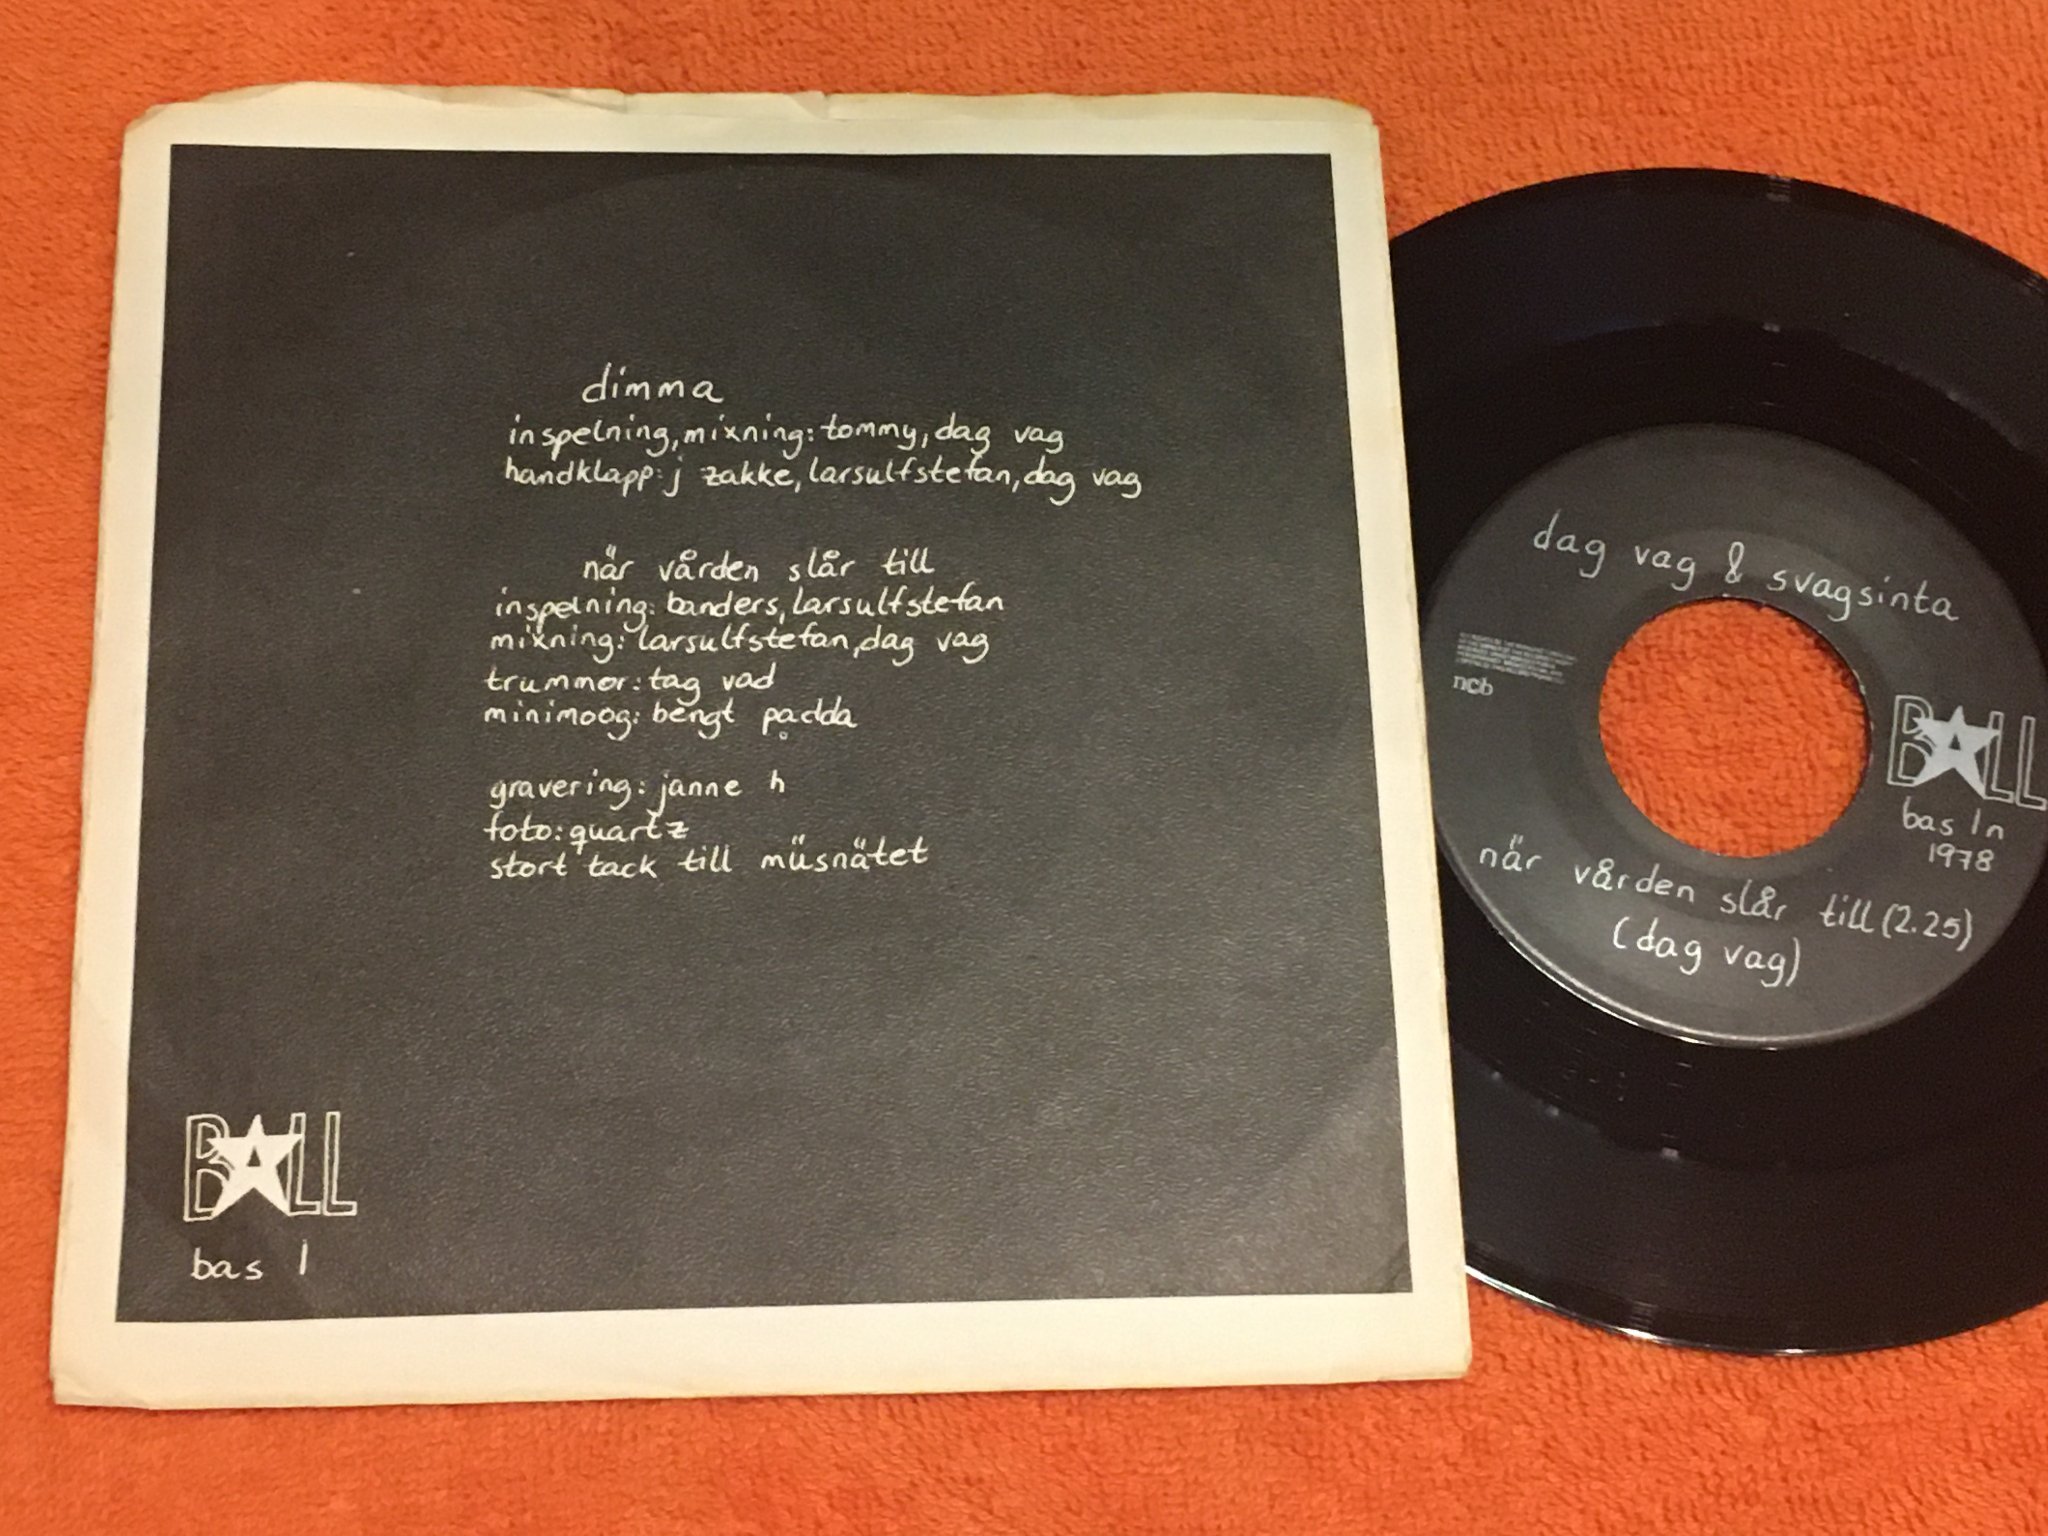 dimma
inspelning, mixning: tommy, dag vag
handklapp: j zakke, larsulfstefan, dag vag
när vården slår till
inspelning: banders, larsulfstefan
mixning: larsulfstefan, dag vag
trummor: tag vad
minimoog: bengt padda
gravering: janne h
foto: quartz
stort tack till müsnätet
BALL
bas 1
dag vag & svagsinta
ncb
BALL
bas 1n
1978
när vården slår till (2.25)
(dag vag)